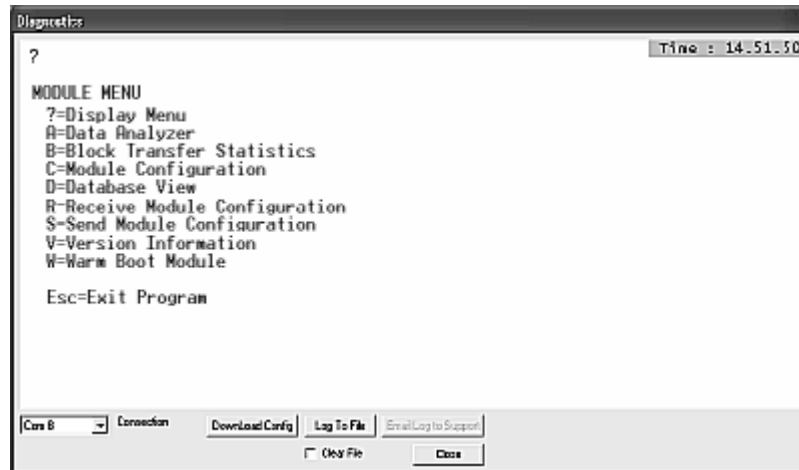 Diagnostics
?
Time : 14.51.50
MODULE MENU
?=Display Menu
A=Data Analyzer
B=Block Transfer Statistics
C=Module Configuration
D=Database View
R=Receive Module Configuration
S=Send Module Configuration
V=Version Information
W=Warm Boot Module
Esc=Exit Program
Com 8 Connection DownLoad Config Log To File Email Log to Support
Clear File Close